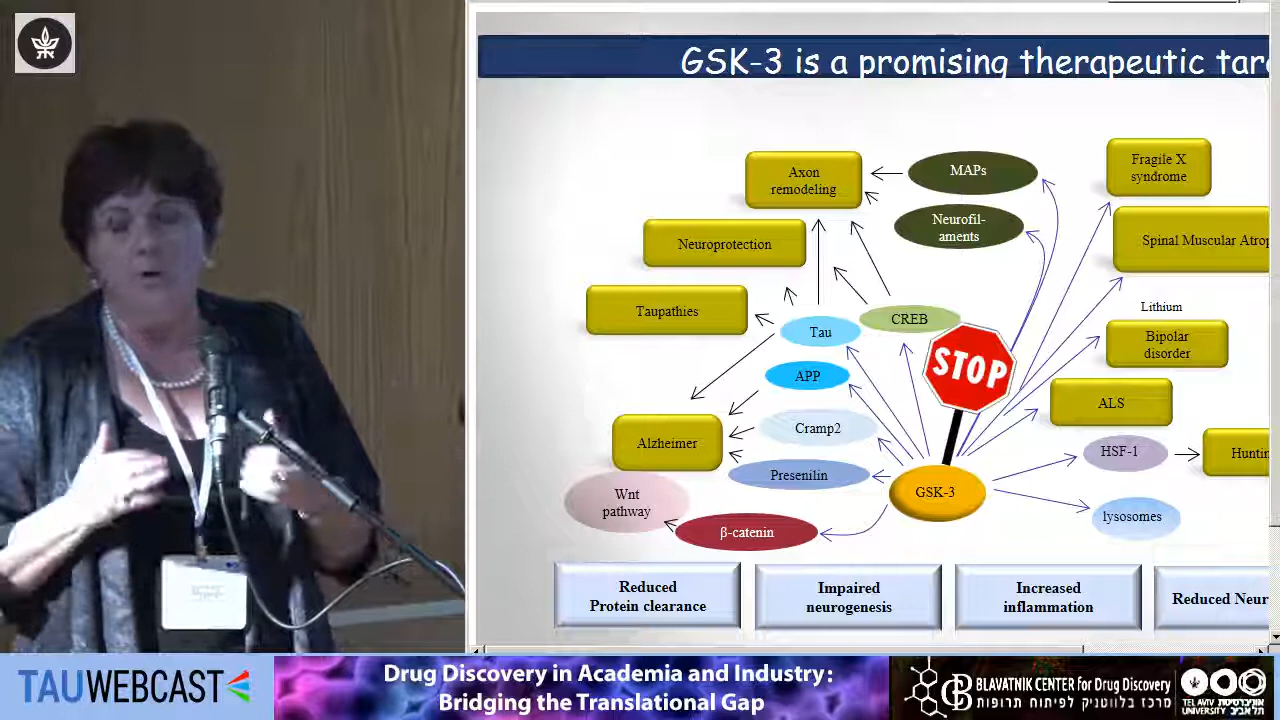 GSK-3 is a promising therapeutic tar
Axon
remodeling
MAPs
Fragile X
syndrome
Neurofil-
aments
Neuroprotection
Spinal Muscular Atrop
Taupathies
Lithium
Tau
CREB
Bipolar
disorder
STOP
APP
ALS
Cramp2
Alzheimer
HSF-1
Huntin
Presenilin
GSK-3
Wnt
pathway
lysosomes
β-catenin
Reduced
Protein clearance
Impaired
neurogenesis
Increased
inflammation
Reduced Neur
TAUWEBCAST
Drug Discovery in Academia and Industry:
Bridging the Translational Gap
BLAVATNIK CENTER for Drug Discovery
מרכז בלווטניק לפיתוח תרופות
TEL AVIV אוניברסיטת
UNIVERSITY תל אביב